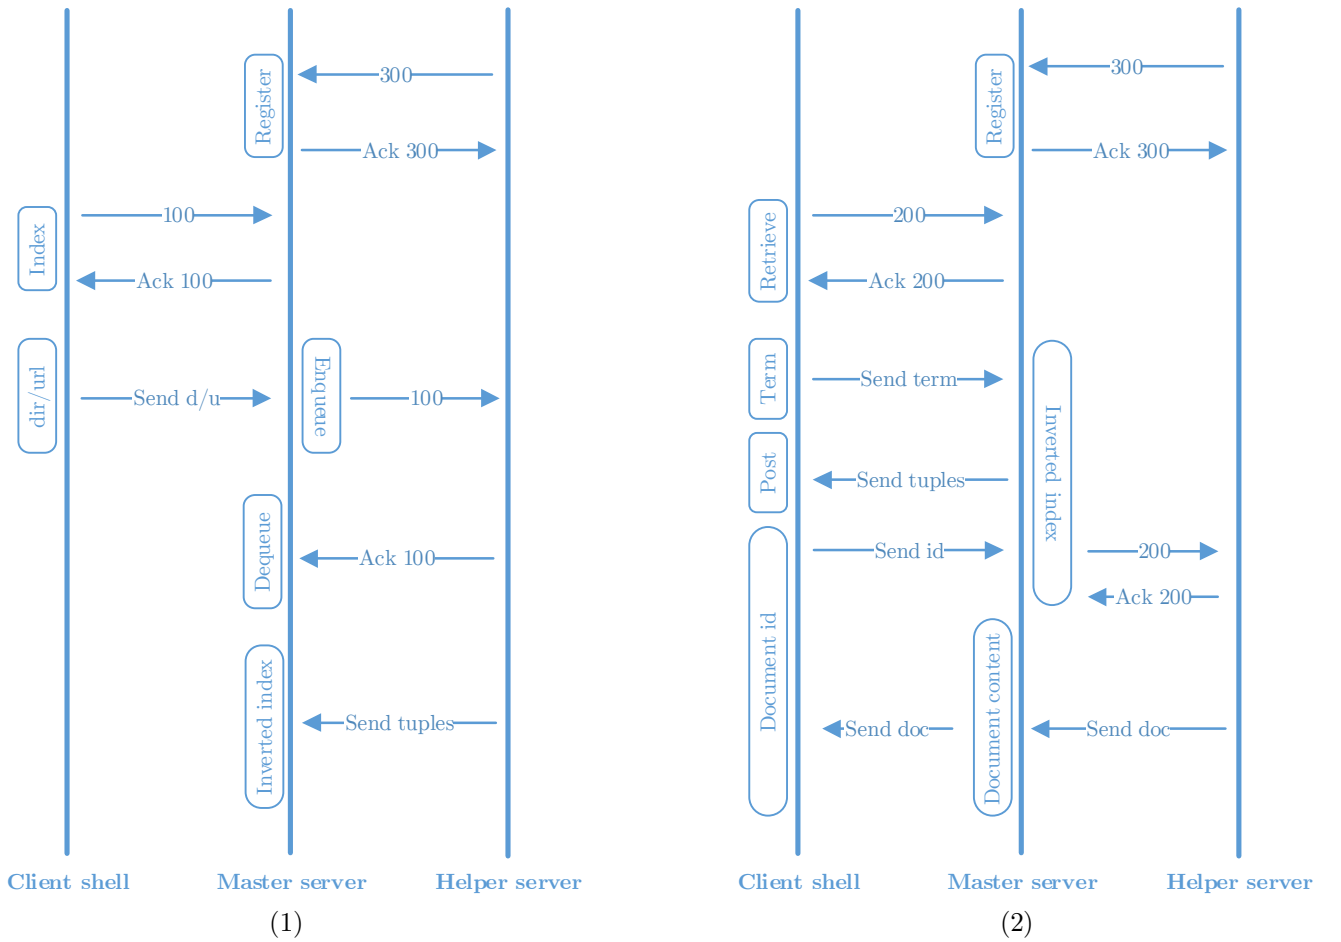 300
Register
Ack 300
100
Index
Ack 100
dir/url
Send d/u
Enqueue
100
Dequeue
Ack 100
Inverted index
Send tuples
Client shell
Master server
Helper server
(1)
300
Register
Ack 300
200
Retrieve
Ack 200
Term
Send term
Inverted index
Post
Send tuples
Send id
200
Ack 200
Document id
Document content
Send doc
Send doc
Client shell
Master server
Helper server
(2)